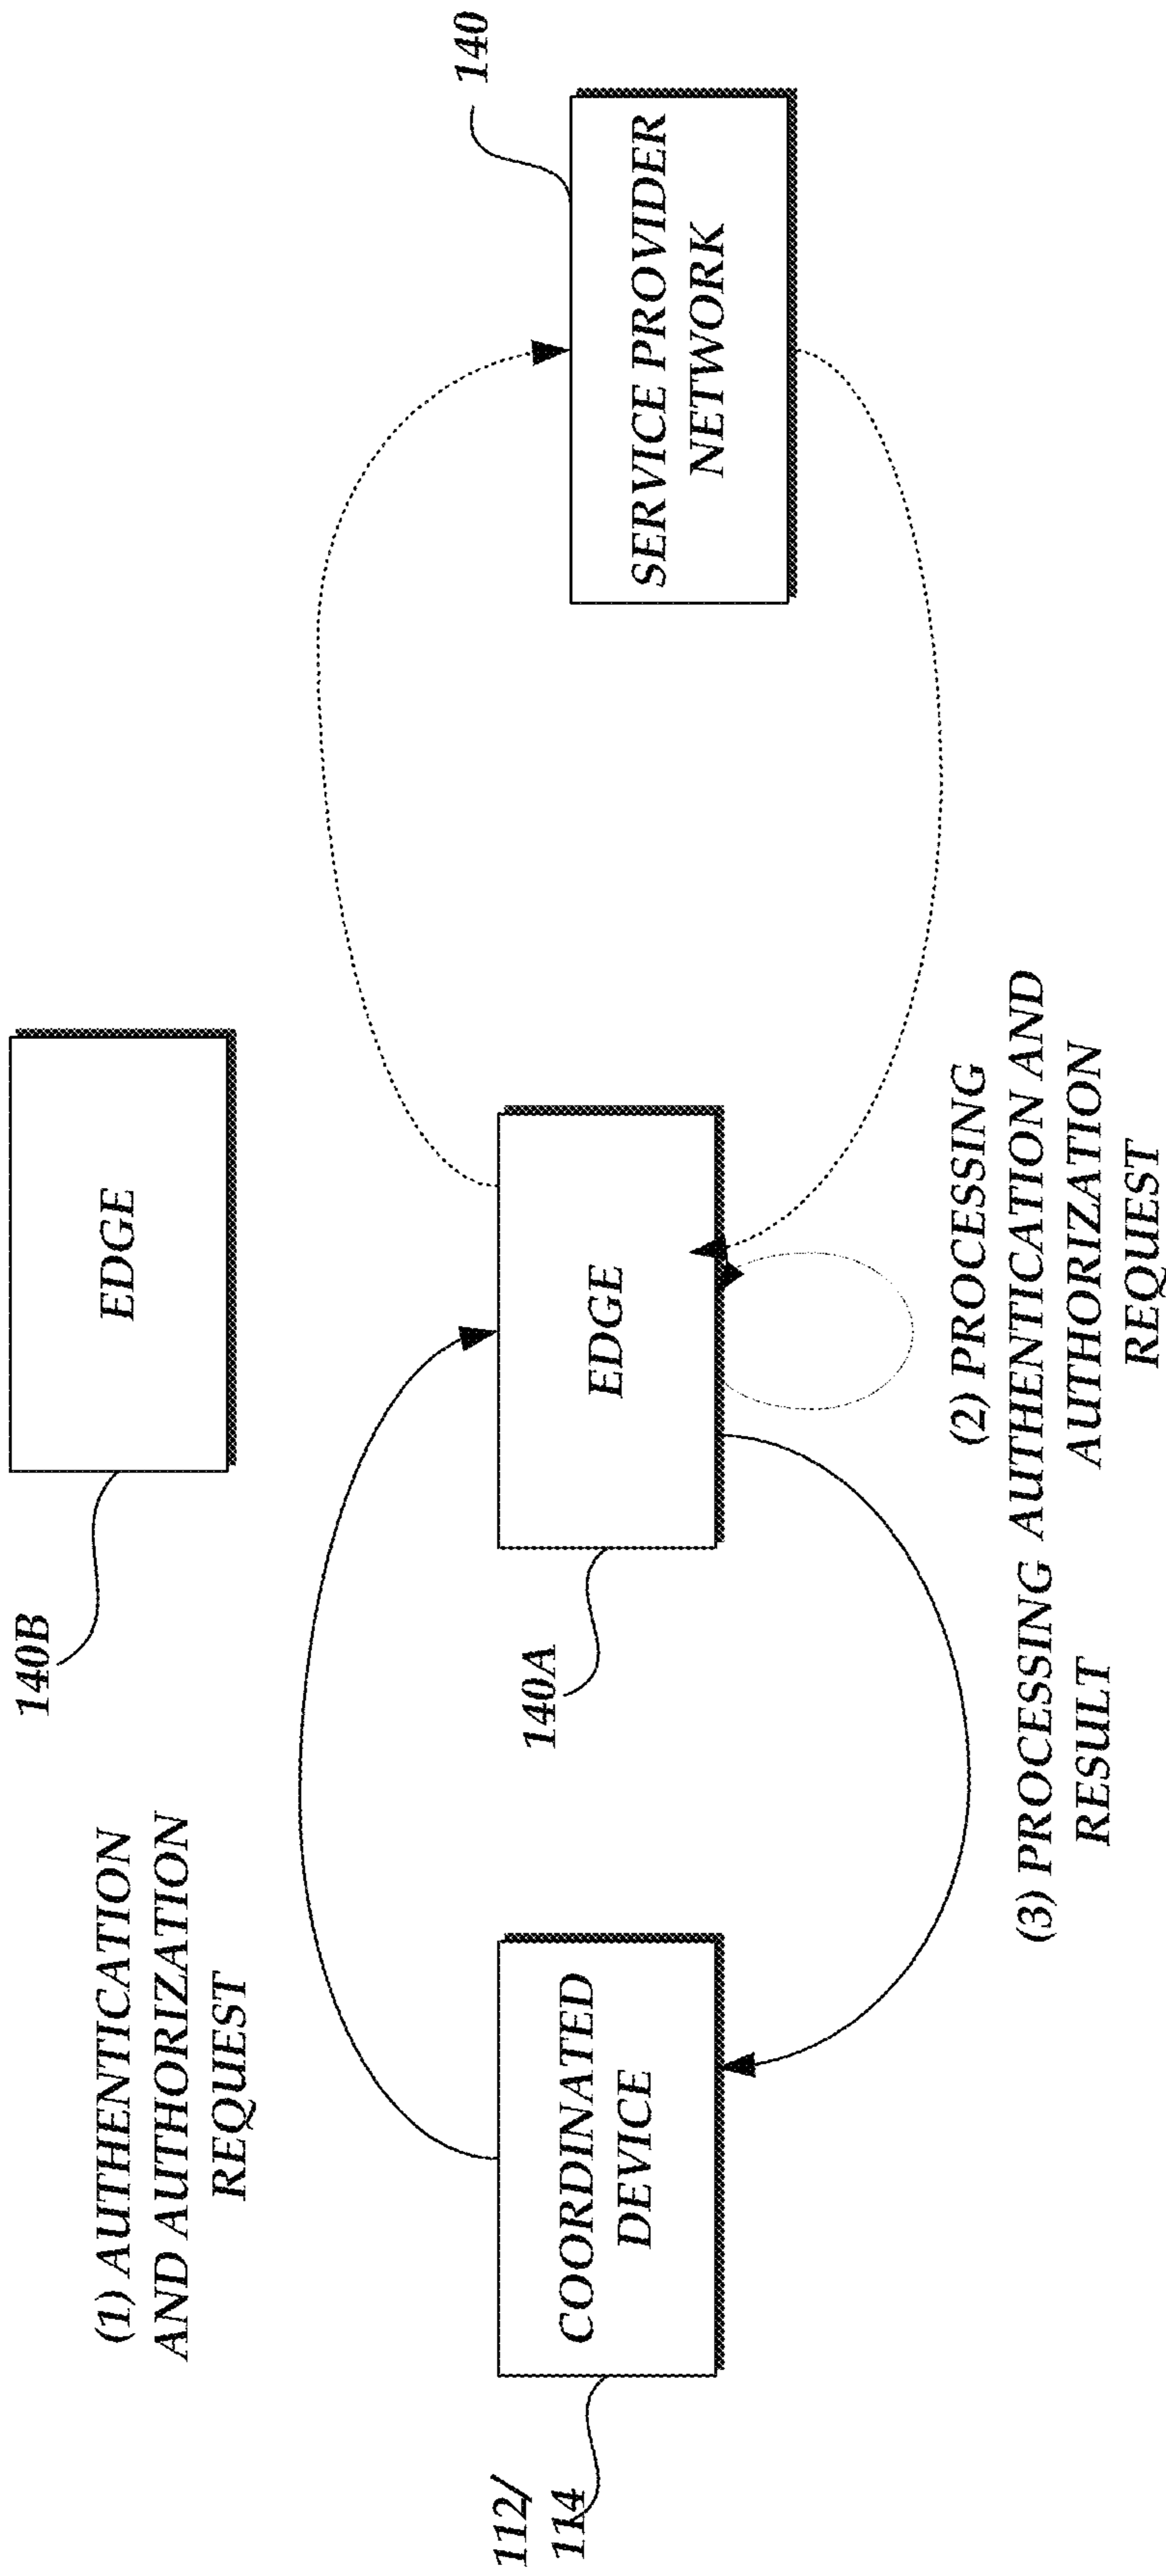 (1) AUTHENTICATION
AND AUTHORIZATION
REQUEST
140B
EDGE
112/
114
COORDINATED
DEVICE
140A
EDGE
140
SERVICE PROVIDER
NETWORK
(3) PROCESSING
RESULT
(2) PROCESSING
AUTHENTICATION AND
AUTHORIZATION
REQUEST